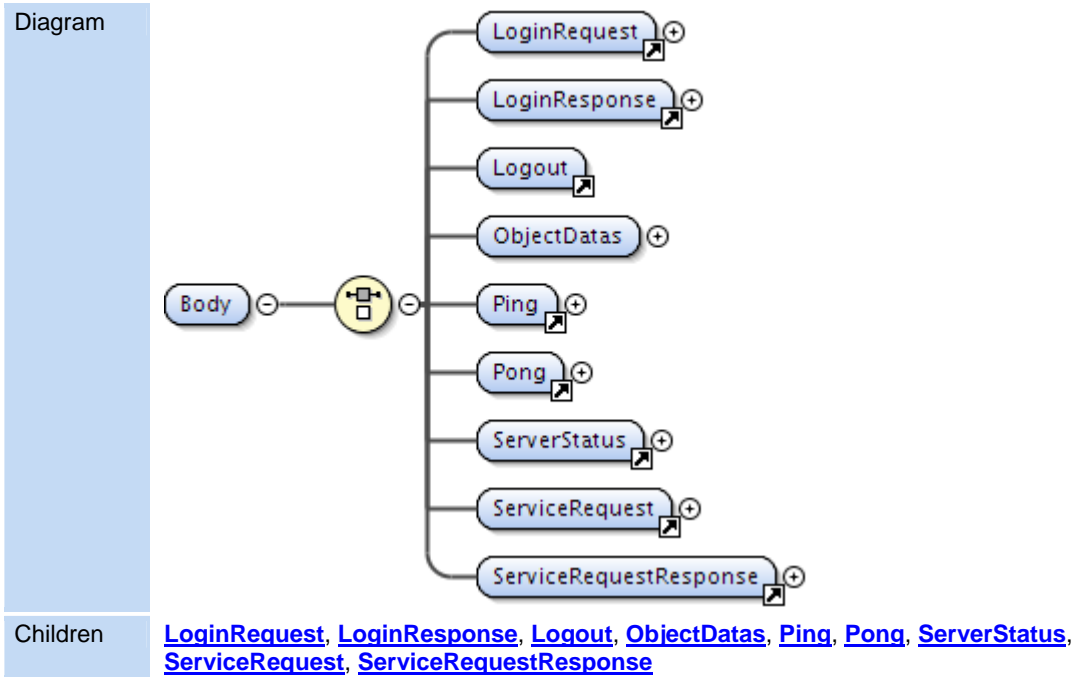 Diagram
LoginRequest
LoginResponse
Logout
ObjectDatas
Body
Ping
Pong
ServerStatus
ServiceRequest
ServiceRequestResponse
Children
LoginRequest, LoginResponse, Logout, ObjectDatas, Ping, Pong, ServerStatus,
ServiceRequest, ServiceRequestResponse